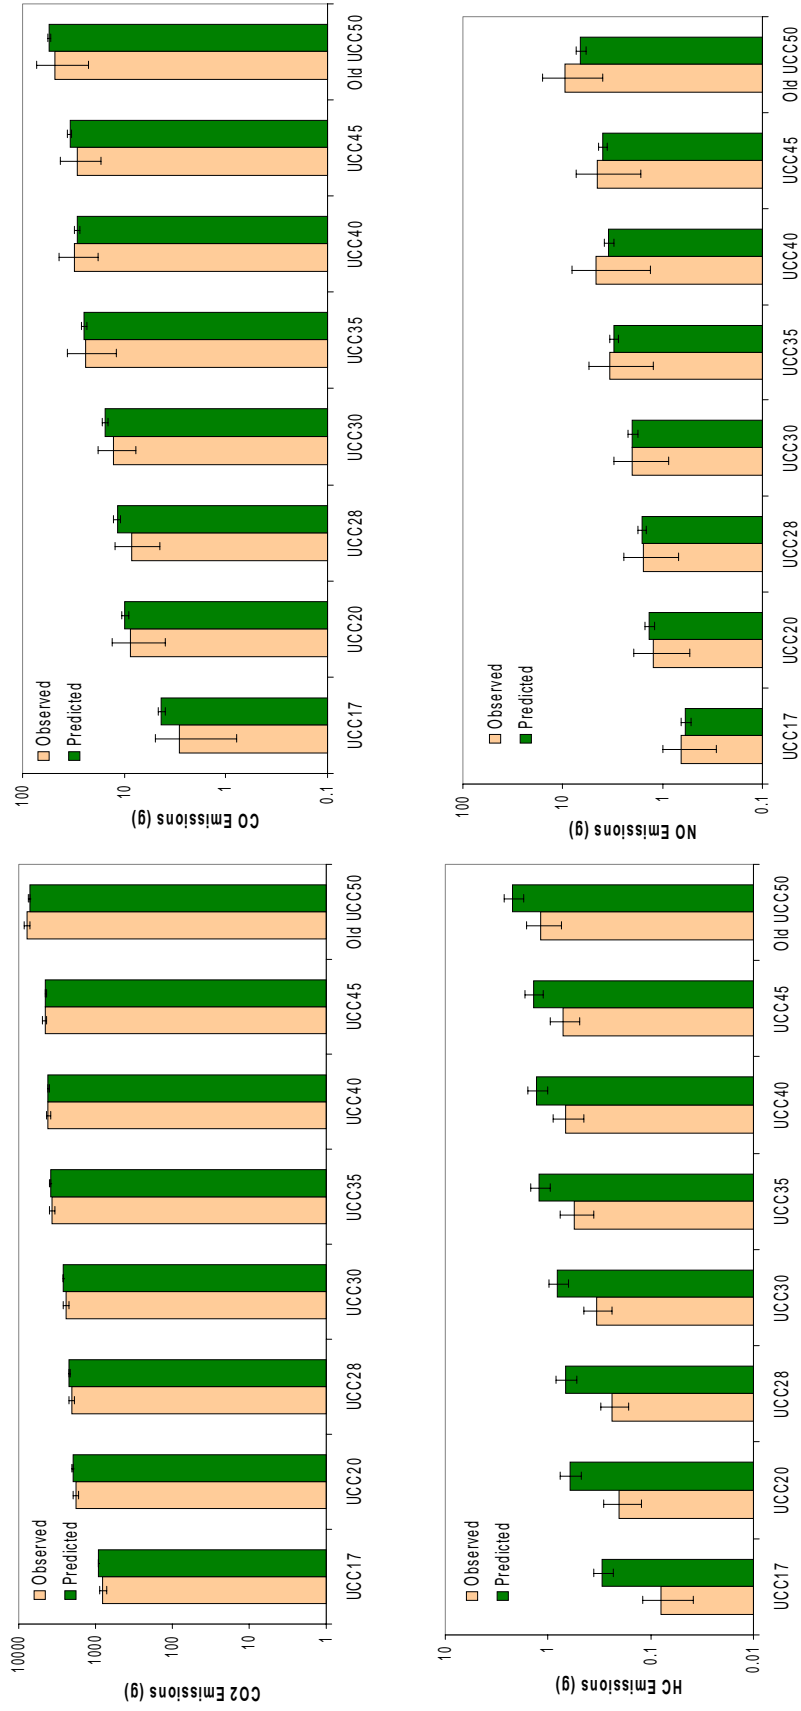 100
10
1
0.1
CO Emissions (g)
Observed
Predicted
UCC17
UCC20
UCC28
UCC30
UCC35
UCC40
UCC45
Old UCC50
100
10
1
0.1
NO Emissions (g)
Observed
Predicted
UCC17
UCC20
UCC28
UCC30
UCC35
UCC40
UCC45
Old UCC50
10000
1000
100
10
1
CO2 Emissions (g)
Observed
Predicted
UCC17
UCC20
UCC28
UCC30
UCC35
UCC40
UCC45
Old UCC50
10
1
0.1
0.01
HC Emissions (g)
Observed
Predicted
UCC17
UCC20
UCC28
UCC30
UCC35
UCC40
UCC45
Old UCC50